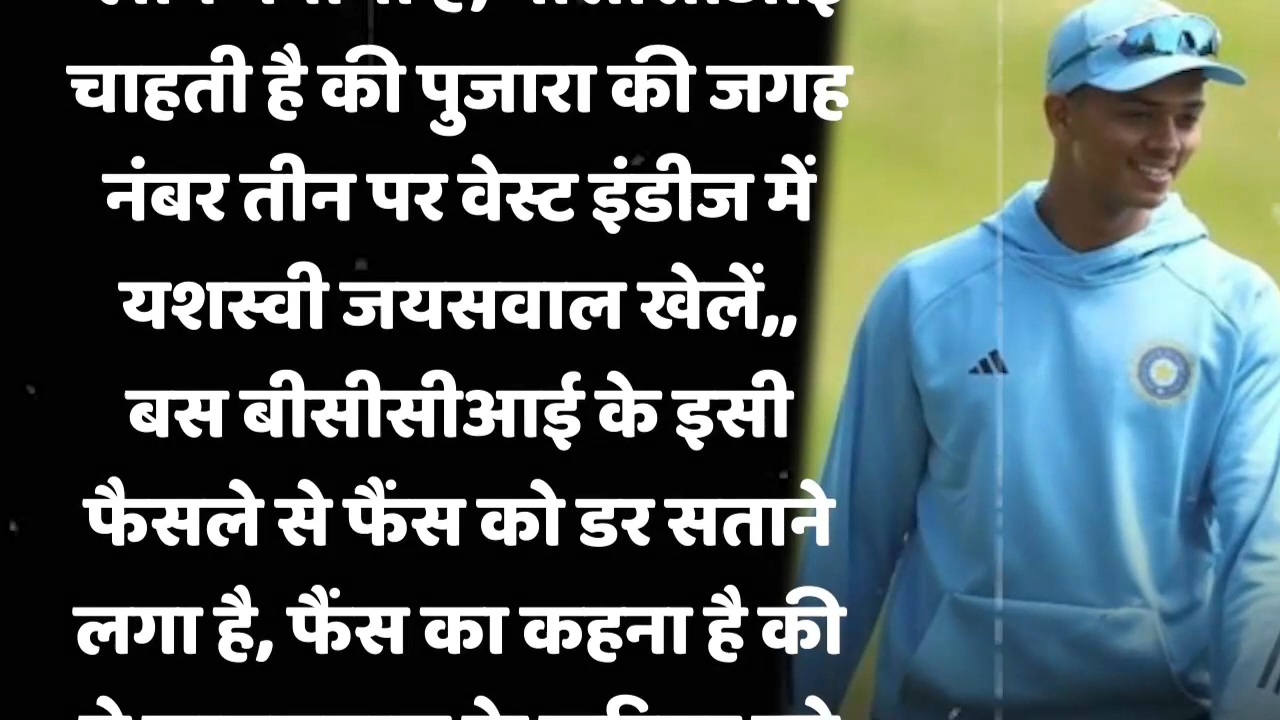 चाहती है की पुजारा की जगह
नंबर तीन पर वेस्ट इंडीज में
यशस्वी जयसवाल खेलें,,
बस बीसीसीआई के इसी
फैसले से फैंस को डर सताने
लगा है, फैंस का कहना है की